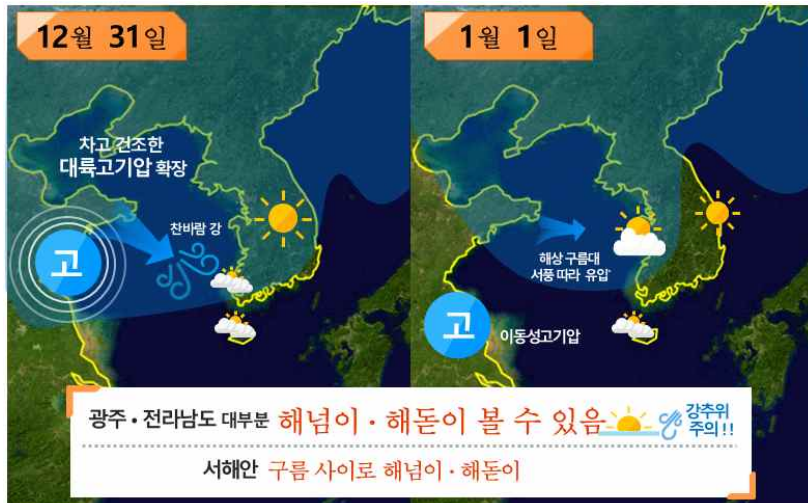 12월 31일
차고 건조한
대륙고기압 확장
찬바람 강
고
1월 1일
해상 구름대
서풍 따라 유입
고
이동성고기압
광주·전라남도 대부분 해넘이·해돋이 볼 수 있음
강추위
주의!!
서해안 구름 사이로 해넘이·해돋이